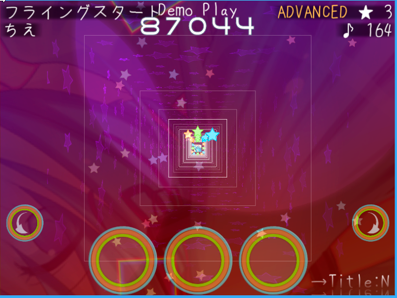 フライングスタート
Demo Play
ADVANCED ★ 3
87044
ちえ
♪ 164
→Title:N